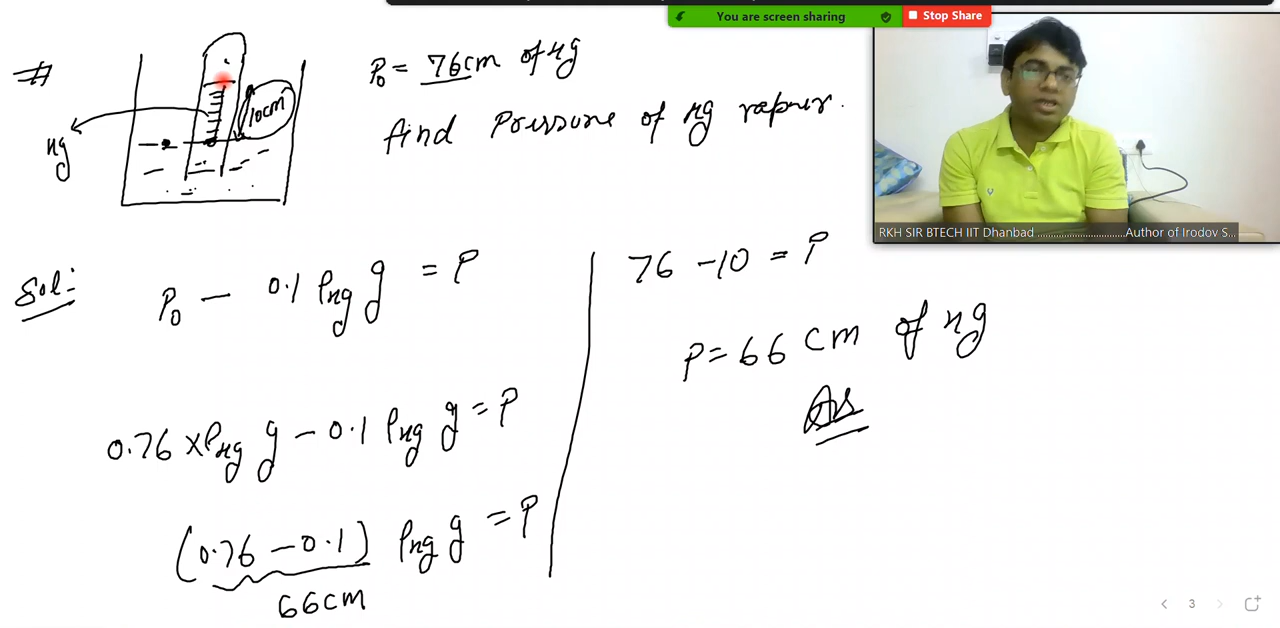 You are screen sharing
Stop Share
10cm
Hg
P₀ = 76cm of Hg
find Pressure of Hg vapour.
RKH SIR BTECH IIT Dhanbad ................................Author of Irodov S...
Sol:-
P₀ - 0.1 ρHg g = P
0.76 × ρHg g - 0.1 ρHg g = P
(0.76 - 0.1) ρHg g = P
66cm
76 - 10 = P
P = 66 cm of Hg
Ans
3